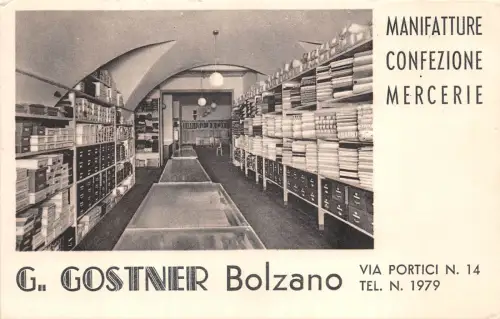 MANIFATTURE
CONFEZIONE
MERCERIE
G.. GOSTNER Bolzano
VIA PORTICI N. 14
TEL. N. 1979